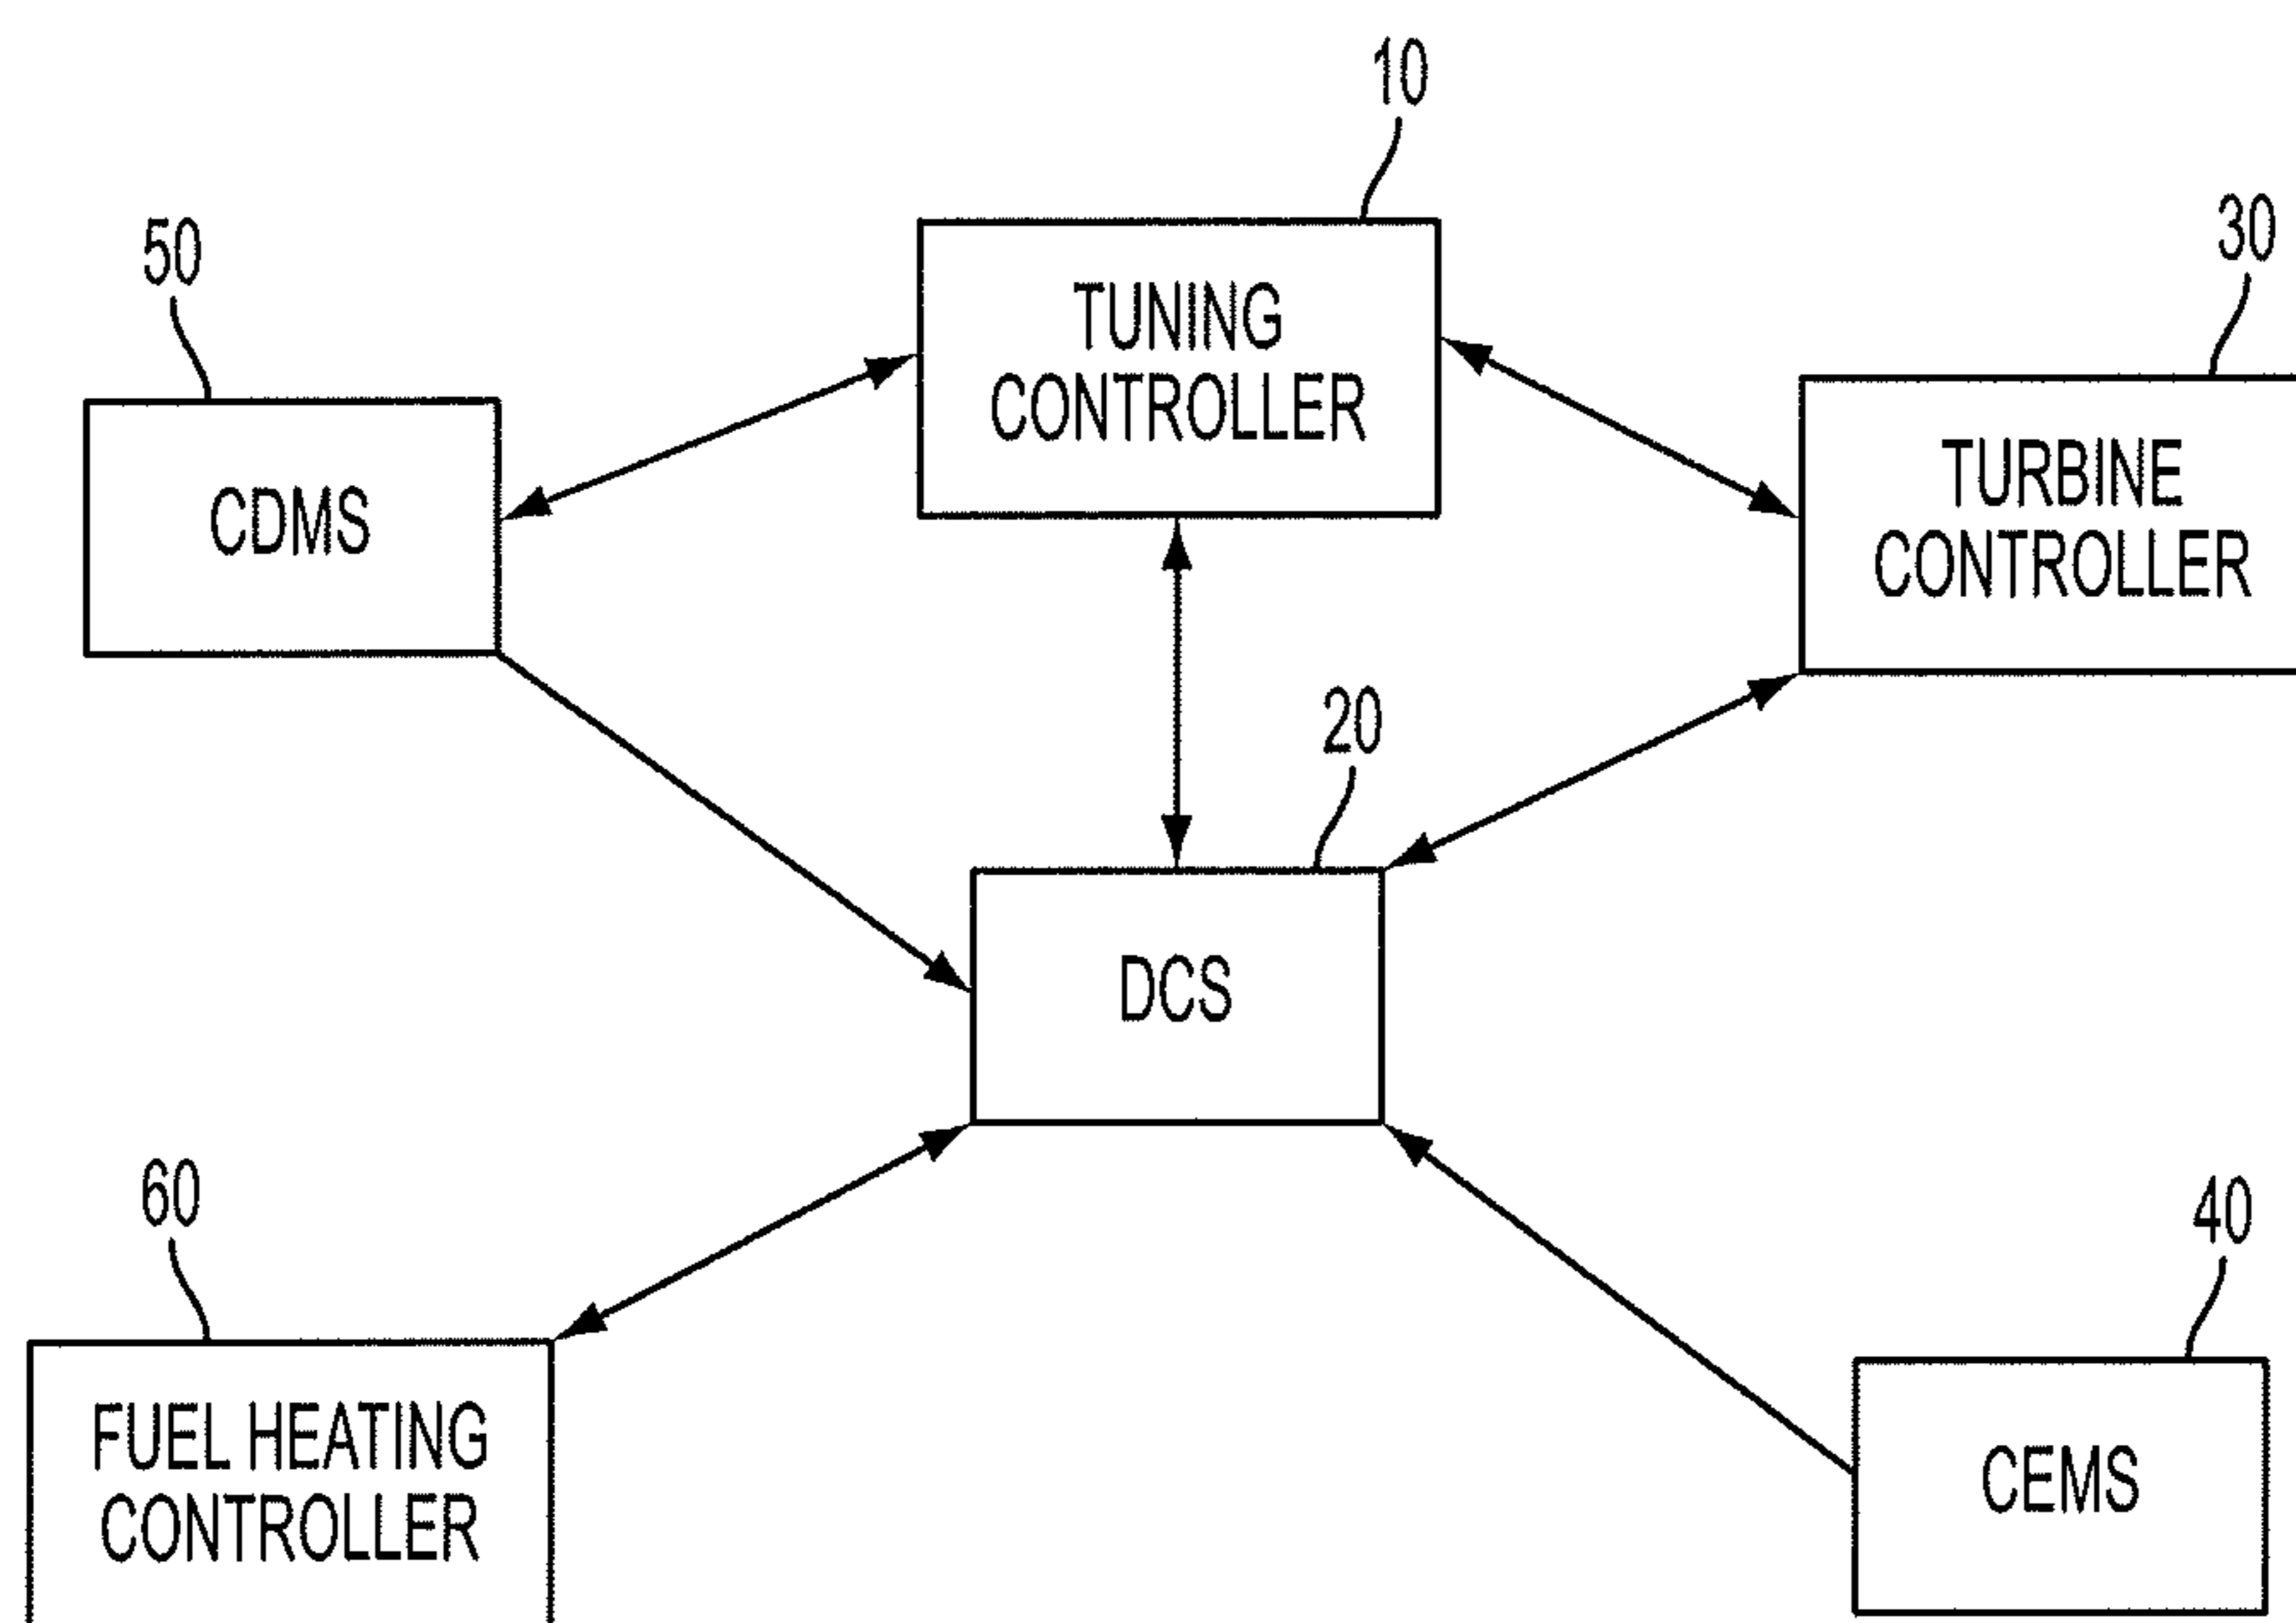 10
50
30
TUNING
CONTROLLER
TURBINE
CONTROLLER
CDMS
20
DCS
60
40
FUEL HEATING
CONTROLLER
CEMS